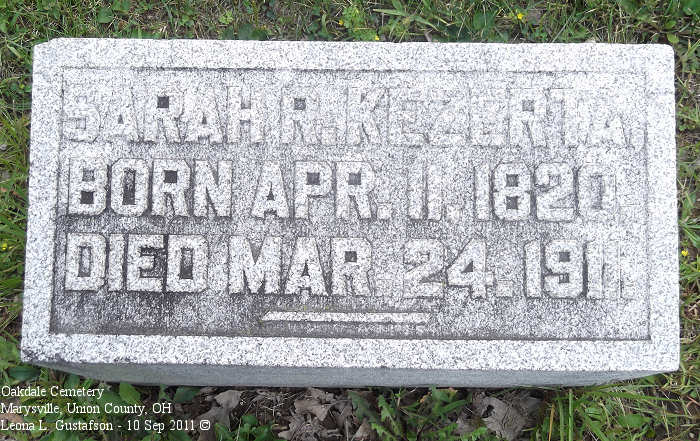 SARAH R. KEZERTA.
BORN APR. 11. 1820
DIED MAR. 24. 1911
Oakdale Cemetery
Marysville, Union County, OH
Leona L. Gustafson - 10 Sep 2011 ©